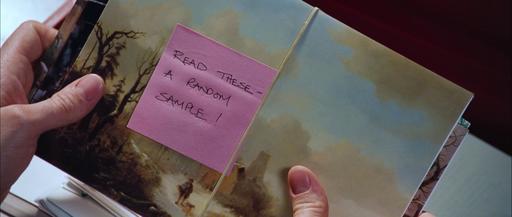 READ THESE-
A RANDOM
SAMPLE!